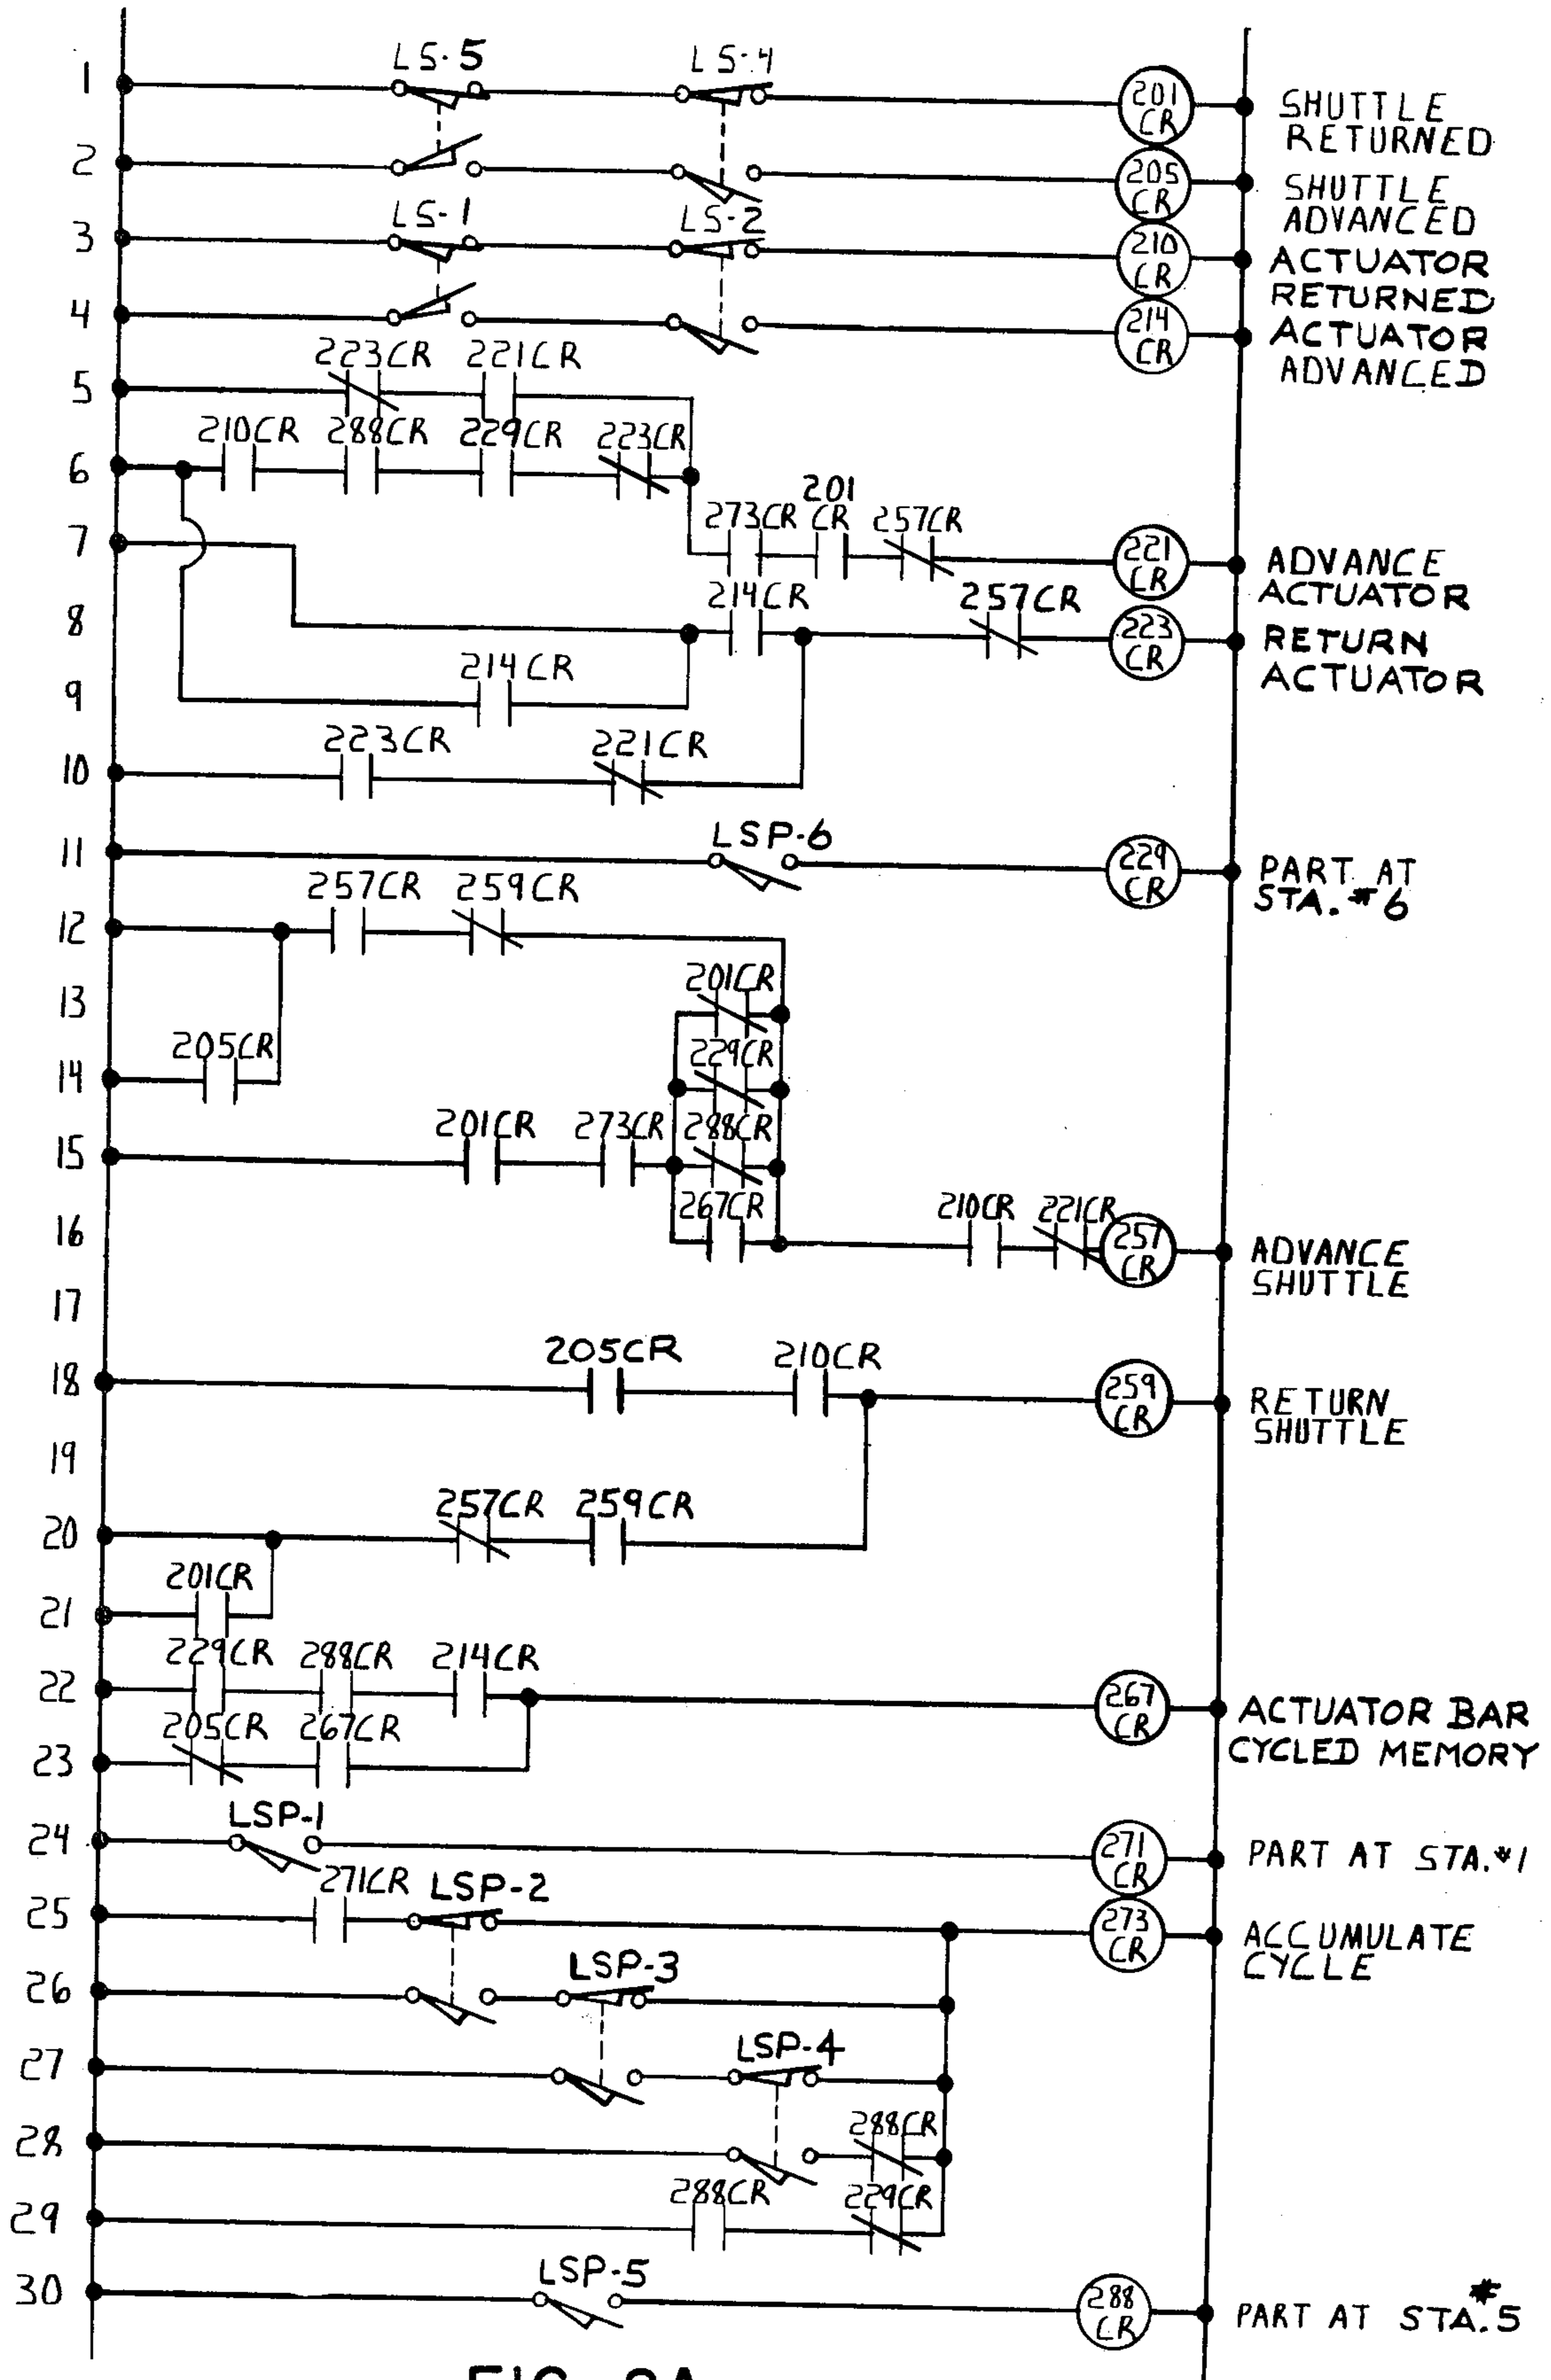 LS-5 LS-4
1 201 CR SHUTTLE RETURNED
2 205 CR SHUTTLE ADVANCED
LS-1 LS-2
3 210 CR ACTUATOR RETURNED
4 214 CR ACTUATOR ADVANCED
223CR 221CR
5
210CR 288CR 229CR 223CR
6
273CR 201 CR 257CR
7 221 CR ADVANCE ACTUATOR
214CR 257CR
8 223 CR RETURN ACTUATOR
214CR
9
223CR 221CR
10
LSP-6
11 229 CR PART AT STA.#6
257CR 259CR
12
201CR
13
205CR 229CR
14
201CR 273CR 288CR
15
267CR 210CR 221CR
16 257 CR ADVANCE SHUTTLE
17
205CR 210CR
18 259 CR RETURN SHUTTLE
19
257CR 259CR
20
201CR
21
229CR 288CR 214CR
22 267 CR ACTUATOR BAR CYCLED MEMORY
205CR 267CR
23
LSP-1
24 271 CR PART AT STA.#1
271CR LSP-2
25 273 CR ACCUMULATE CYCLE
LSP-3
26
LSP-4
27
288CR
28
288CR 229CR
29
LSP-5
30 288 CR PART AT STA.#5